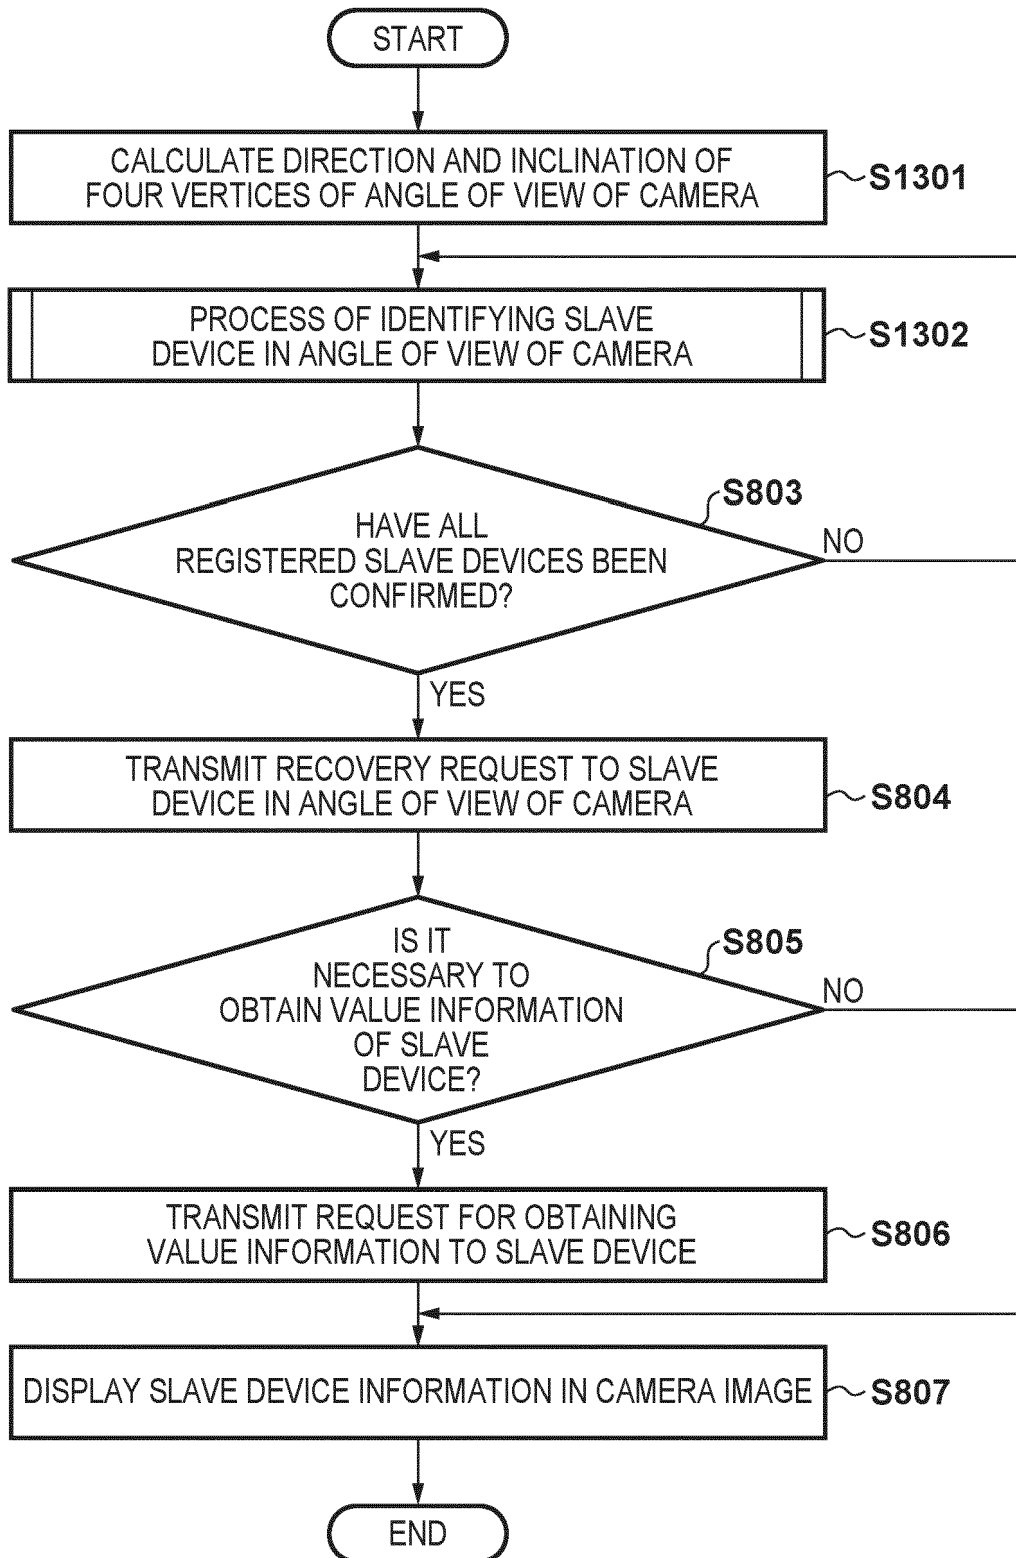 START
CALCULATE DIRECTION AND INCLINATION OF
FOUR VERTICES OF ANGLE OF VIEW OF CAMERA
S1301
PROCESS OF IDENTIFYING SLAVE
DEVICE IN ANGLE OF VIEW OF CAMERA
S1302
S803
HAVE ALL
REGISTERED SLAVE DEVICES BEEN
CONFIRMED?
NO
YES
TRANSMIT RECOVERY REQUEST TO SLAVE
DEVICE IN ANGLE OF VIEW OF CAMERA
S804
S805
IS IT
NECESSARY TO
OBTAIN VALUE INFORMATION
OF SLAVE
DEVICE?
NO
YES
TRANSMIT REQUEST FOR OBTAINING
VALUE INFORMATION TO SLAVE DEVICE
S806
DISPLAY SLAVE DEVICE INFORMATION IN CAMERA IMAGE
S807
END